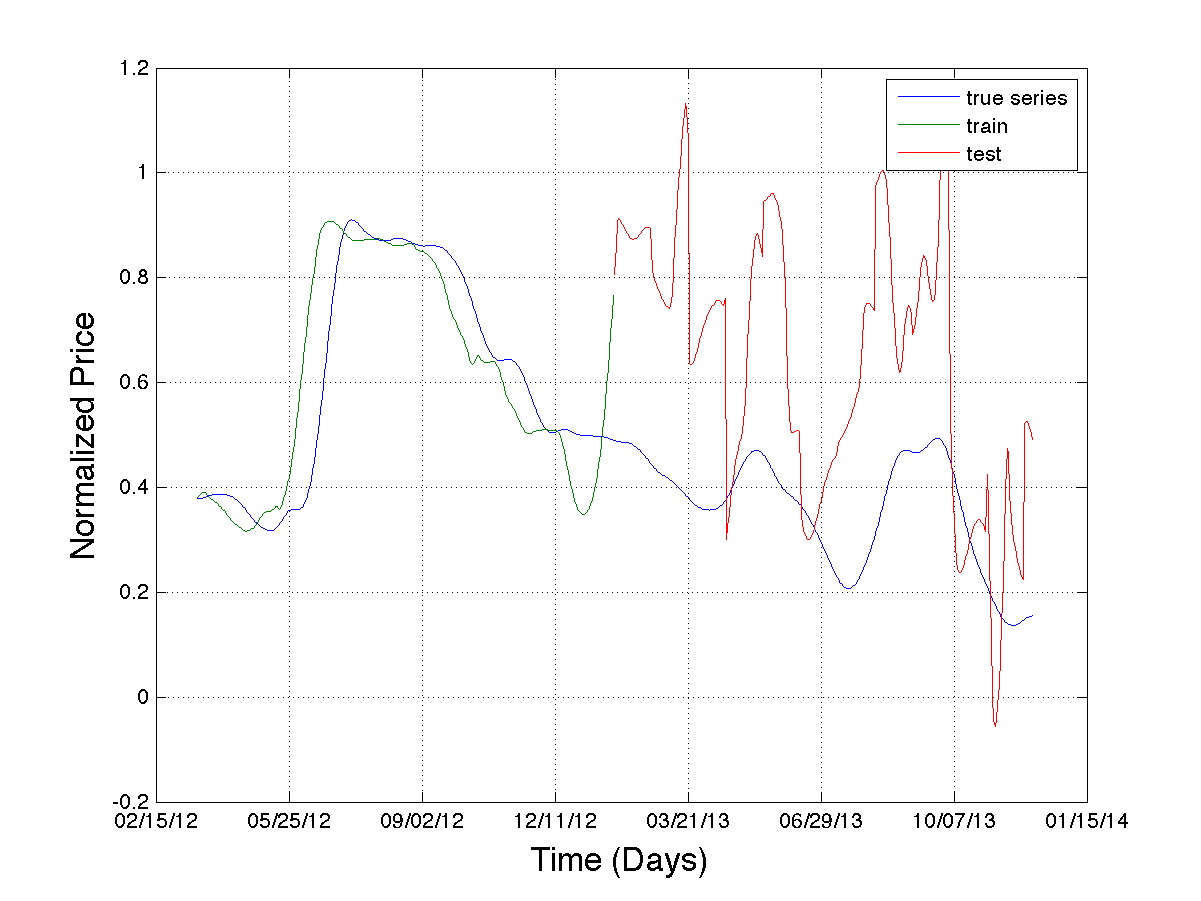 1.2
1
0.8
0.6
0.4
0.2
0
-0.2
Normalized Price
true series
train
test
02/15/12 05/25/12 09/02/12 12/11/12 03/21/13 06/29/13 10/07/13 01/15/14
Time (Days)